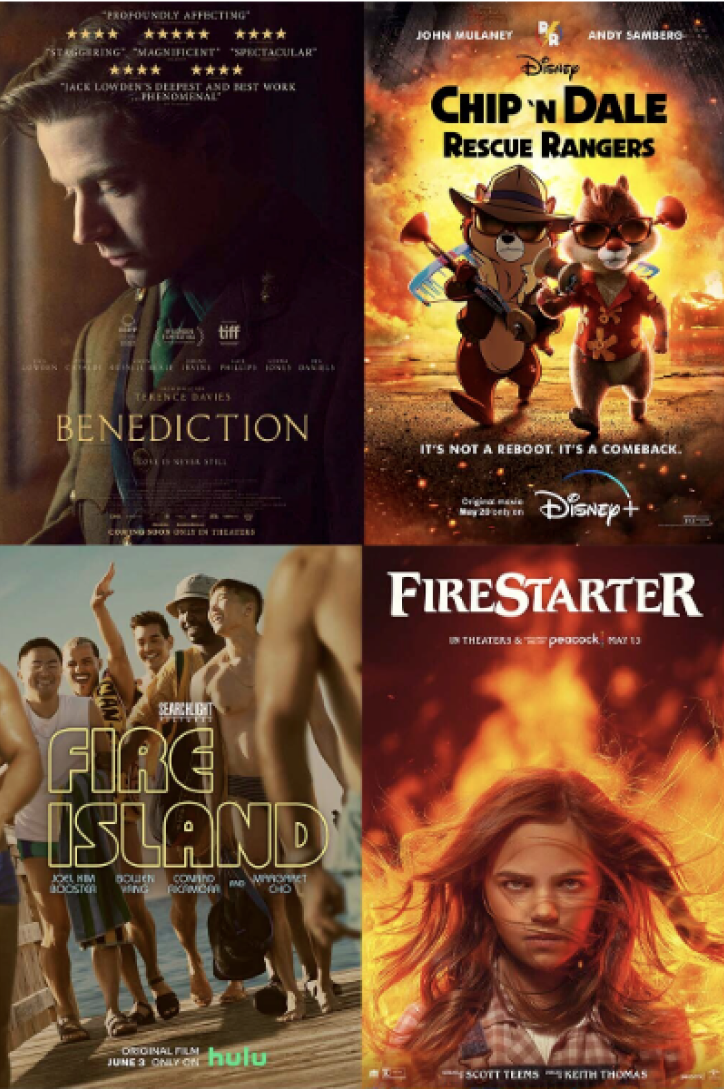 "PROFOUNDLY AFFECTING"
"STAGGERING" "MAGNIFICENT" "SPECTACULAR"
"JACK LOWDEN'S DEEPEST AND BEST WORK
...PHENOMENAL"
tiff
LOWDEN
PHILLIPS JONES DANIELS
TERENCE DAVIES
BENEDICTION
LOVE IS NEVER STILL
COMING SOON ONLY IN THEATERS
JOHN MULANEY ANDY SAMBERG
Disney
CHIP 'N DALE
RESCUE RANGERS
IT'S NOT A REBOOT. IT'S A COMEBACK.
Original movie
May 20 only on
Disney+
SEARCHLIGHT
PICTURES
FIRE
ISLAND
JOEL KIM BOWEN CONRAD AND MARGARET
BOOSTER YANG RICAMORA CHO
ORIGINAL FILM
JUNE 3 ONLY ON hulu
FIRESTARTER
IN THEATERS & peacock MAY 13
SCOTT TEEMS KEITH THOMAS